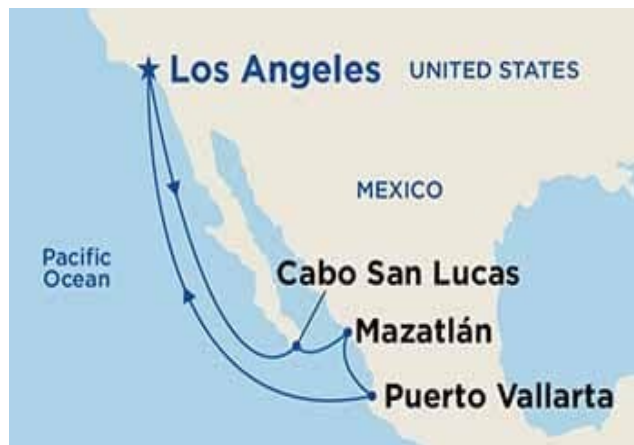 Los Angeles
UNITED STATES
MEXICO
Pacific
Ocean
Cabo San Lucas
Mazatlán
Puerto Vallarta